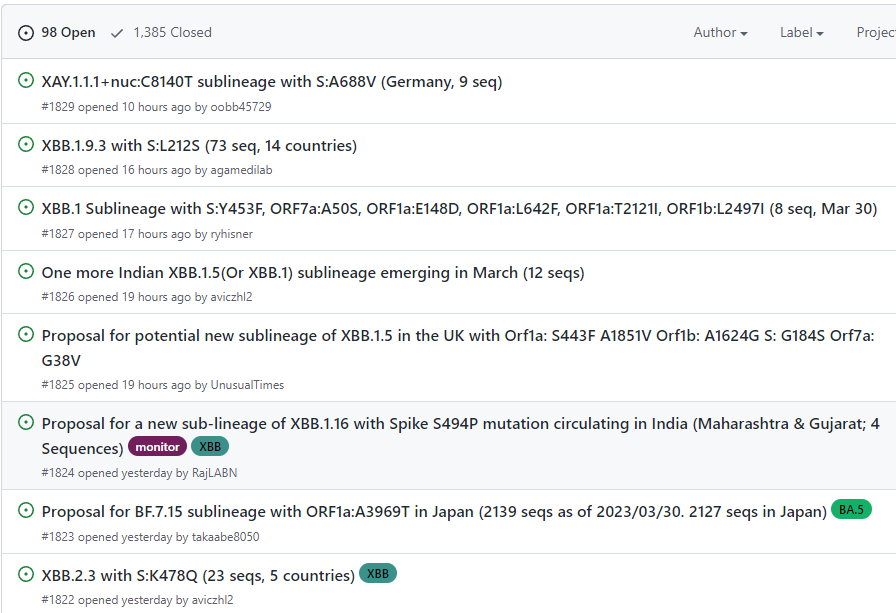 98 Open 1,385 Closed Author Label Projec
XAY.1.1.1+nuc:C8140T sublineage with S:A688V (Germany, 9 seq)
#1829 opened 10 hours ago by oobb45729
XBB.1.9.3 with S:L212S (73 seq, 14 countries)
#1828 opened 16 hours ago by agamedilab
XBB.1 Sublineage with S:Y453F, ORF7a:A50S, ORF1a:E148D, ORF1a:L642F, ORF1a:T2121I, ORF1b:L2497I (8 seq, Mar 30)
#1827 opened 17 hours ago by ryhisner
One more Indian XBB.1.5(Or XBB.1) sublineage emerging in March (12 seqs)
#1826 opened 19 hours ago by aviczhl2
Proposal for potential new sublineage of XBB.1.5 in the UK with Orf1a: S443F A1851V Orf1b: A1624G S: G184S Orf7a:
G38V
#1825 opened 19 hours ago by UnusualTimes
Proposal for a new sub-lineage of XBB.1.16 with Spike S494P mutation circulating in India (Maharashtra & Gujarat; 4
Sequences) monitor XBB
#1824 opened yesterday by RajLABN
Proposal for BF.7.15 sublineage with ORF1a:A3969T in Japan (2139 seqs as of 2023/03/30. 2127 seqs in Japan) BA.5
#1823 opened yesterday by takaabe8050
XBB.2.3 with S:K478Q (23 seqs, 5 countries) XBB
#1822 opened yesterday by aviczhl2